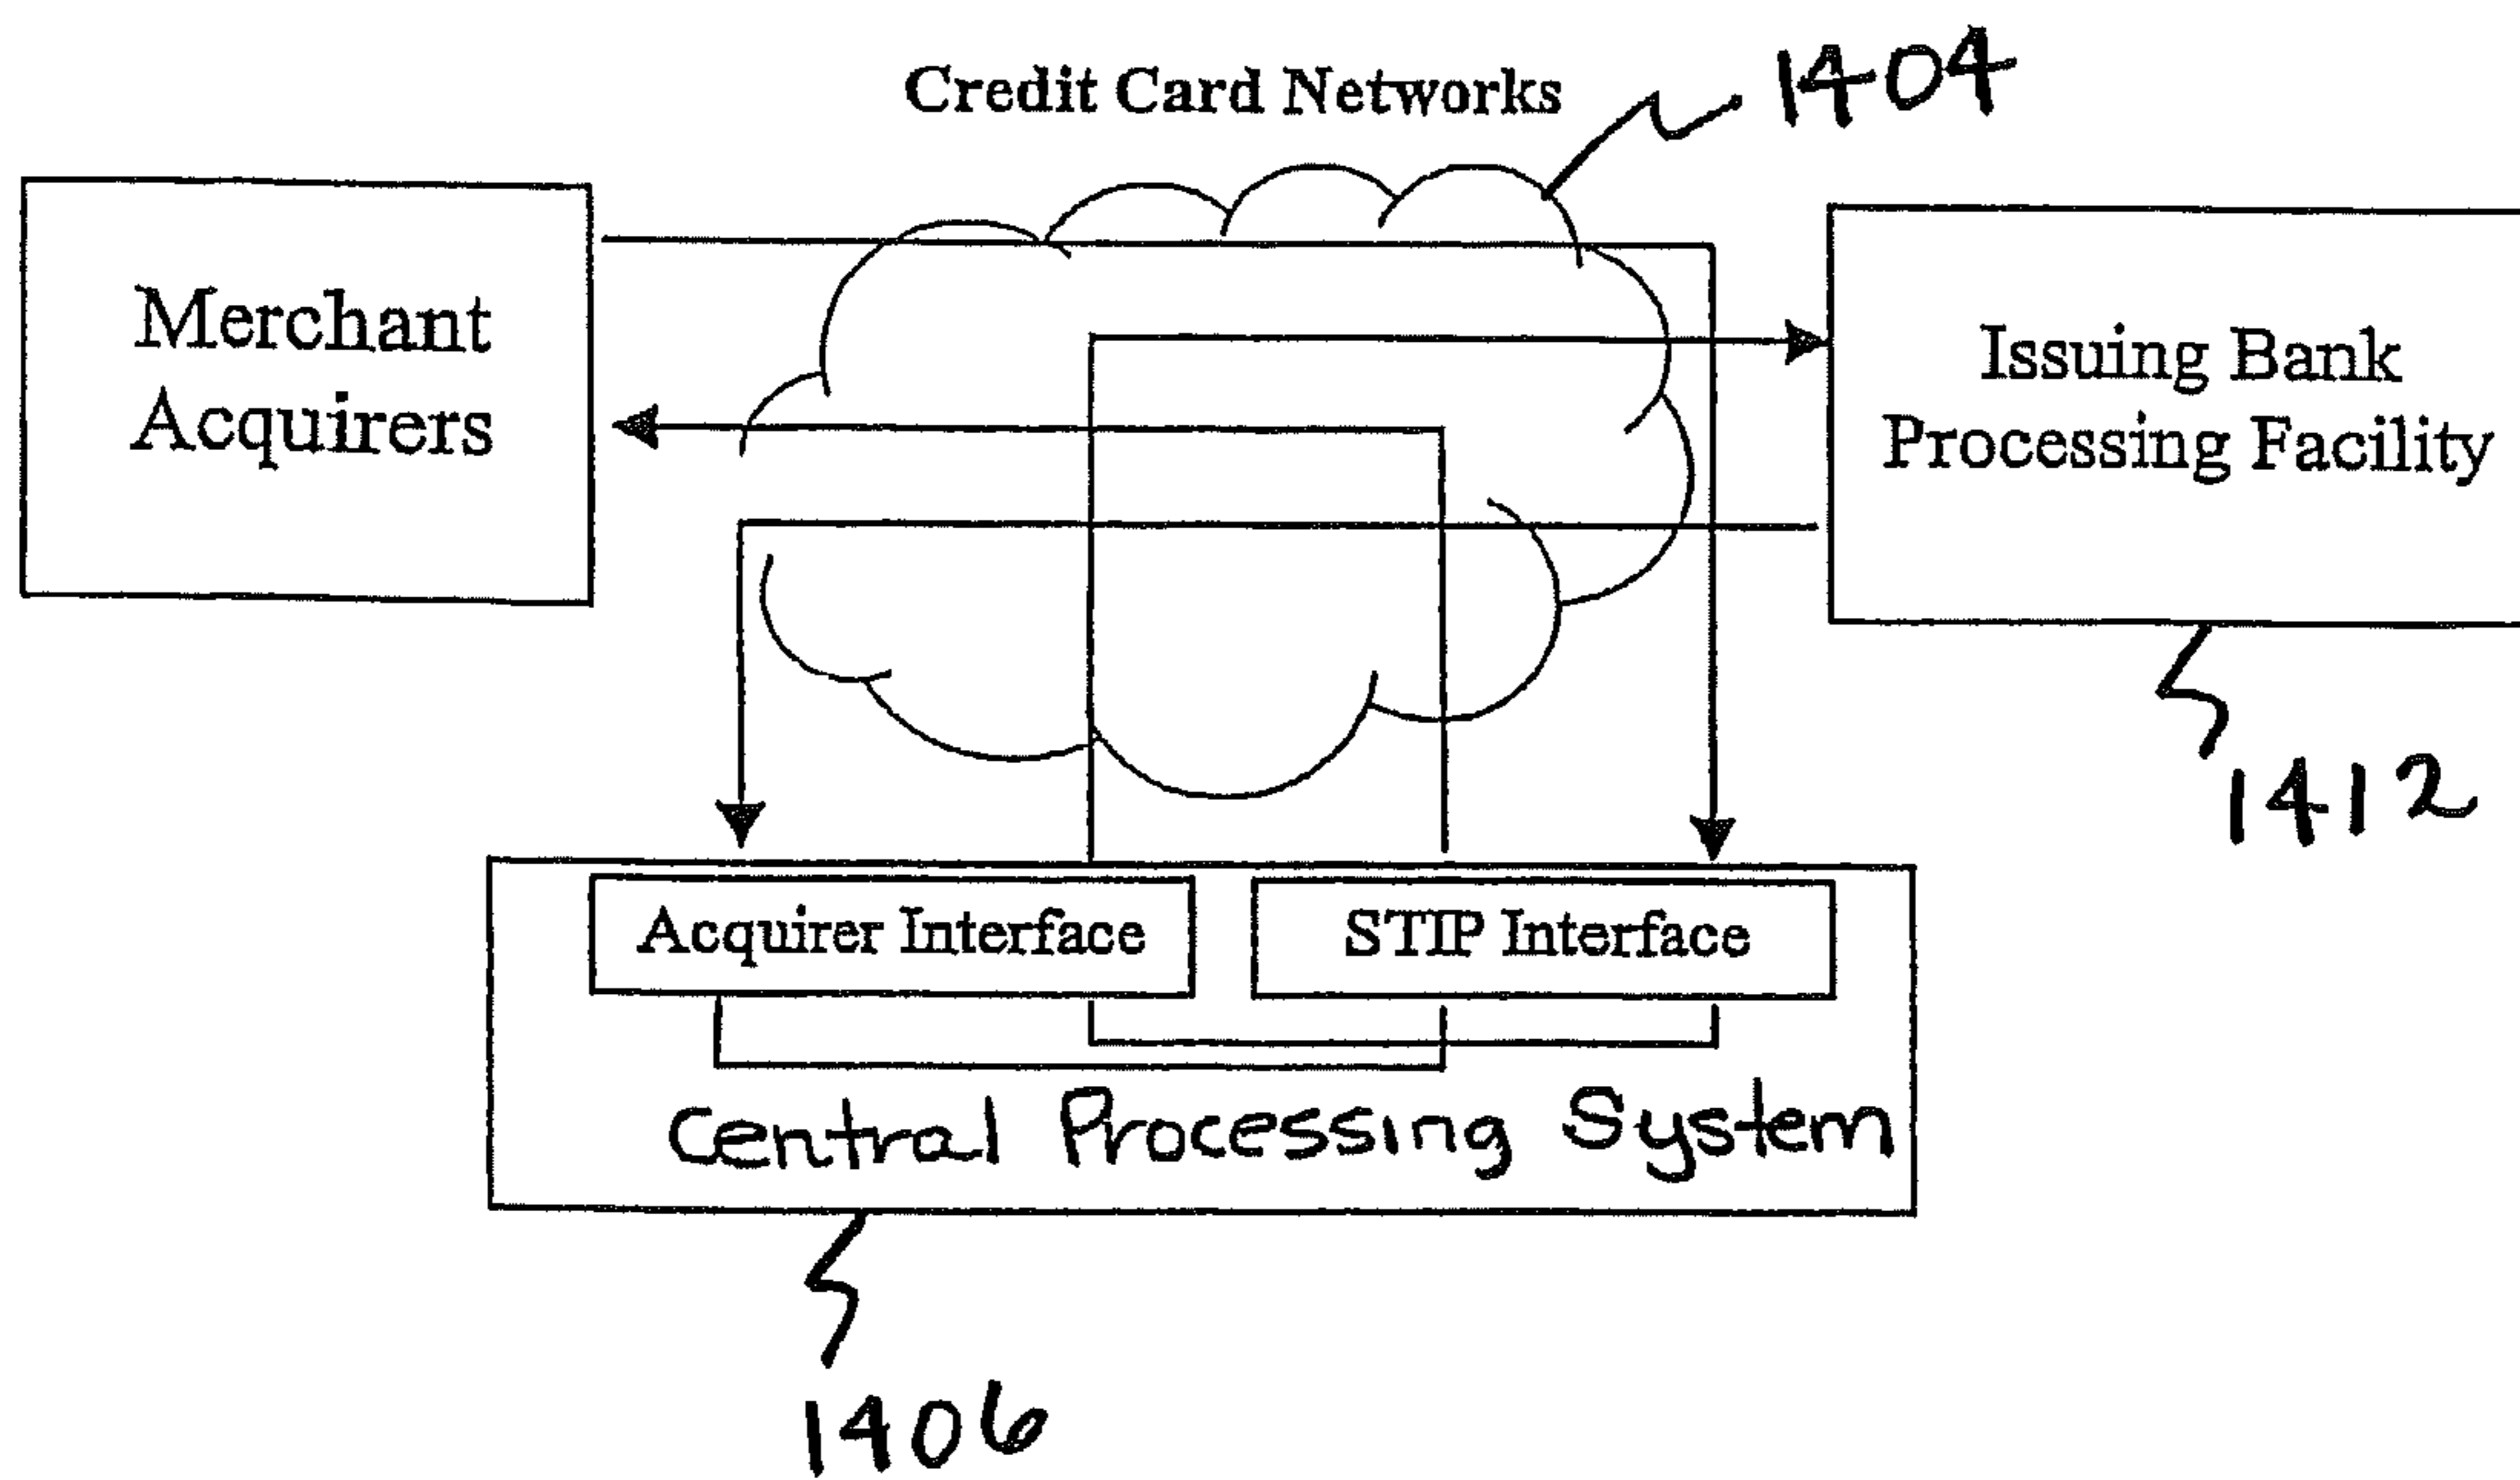 Credit Card Networks
1404
Merchant
Acquirers
Issuing Bank
Processing Facility
1412
Acquirer Interface
STIP Interface
Central Processing System
1406